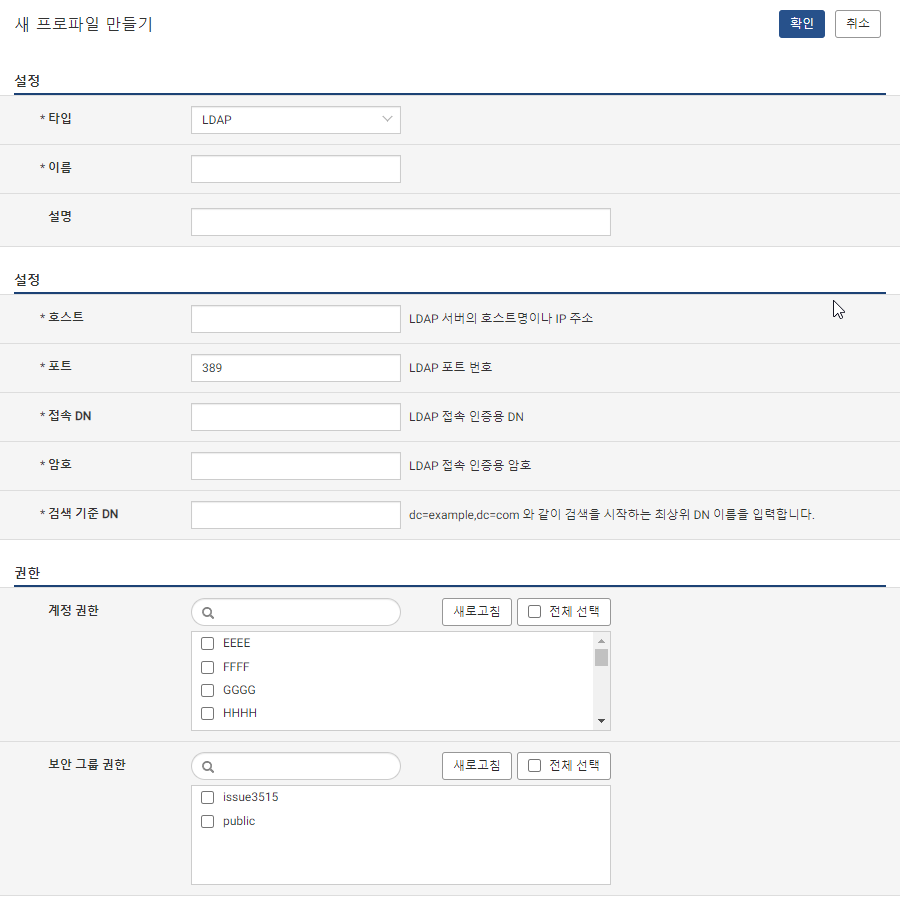 새 프로파일 만들기
확인
취소
설정
* 타입
LDAP
* 이름
설명
설정
* 호스트
LDAP 서버의 호스트명이나 IP 주소
* 포트
389
LDAP 포트 번호
* 접속 DN
LDAP 접속 인증용 DN
* 암호
LDAP 접속 인증용 암호
* 검색 기준 DN
dc=example,dc=com 와 같이 검색을 시작하는 최상위 DN 이름을 입력합니다.
권한
계정 권한
새로고침
전체 선택
EEEE
FFFF
GGGG
HHHH
보안 그룹 권한
새로고침
전체 선택
issue3515
public